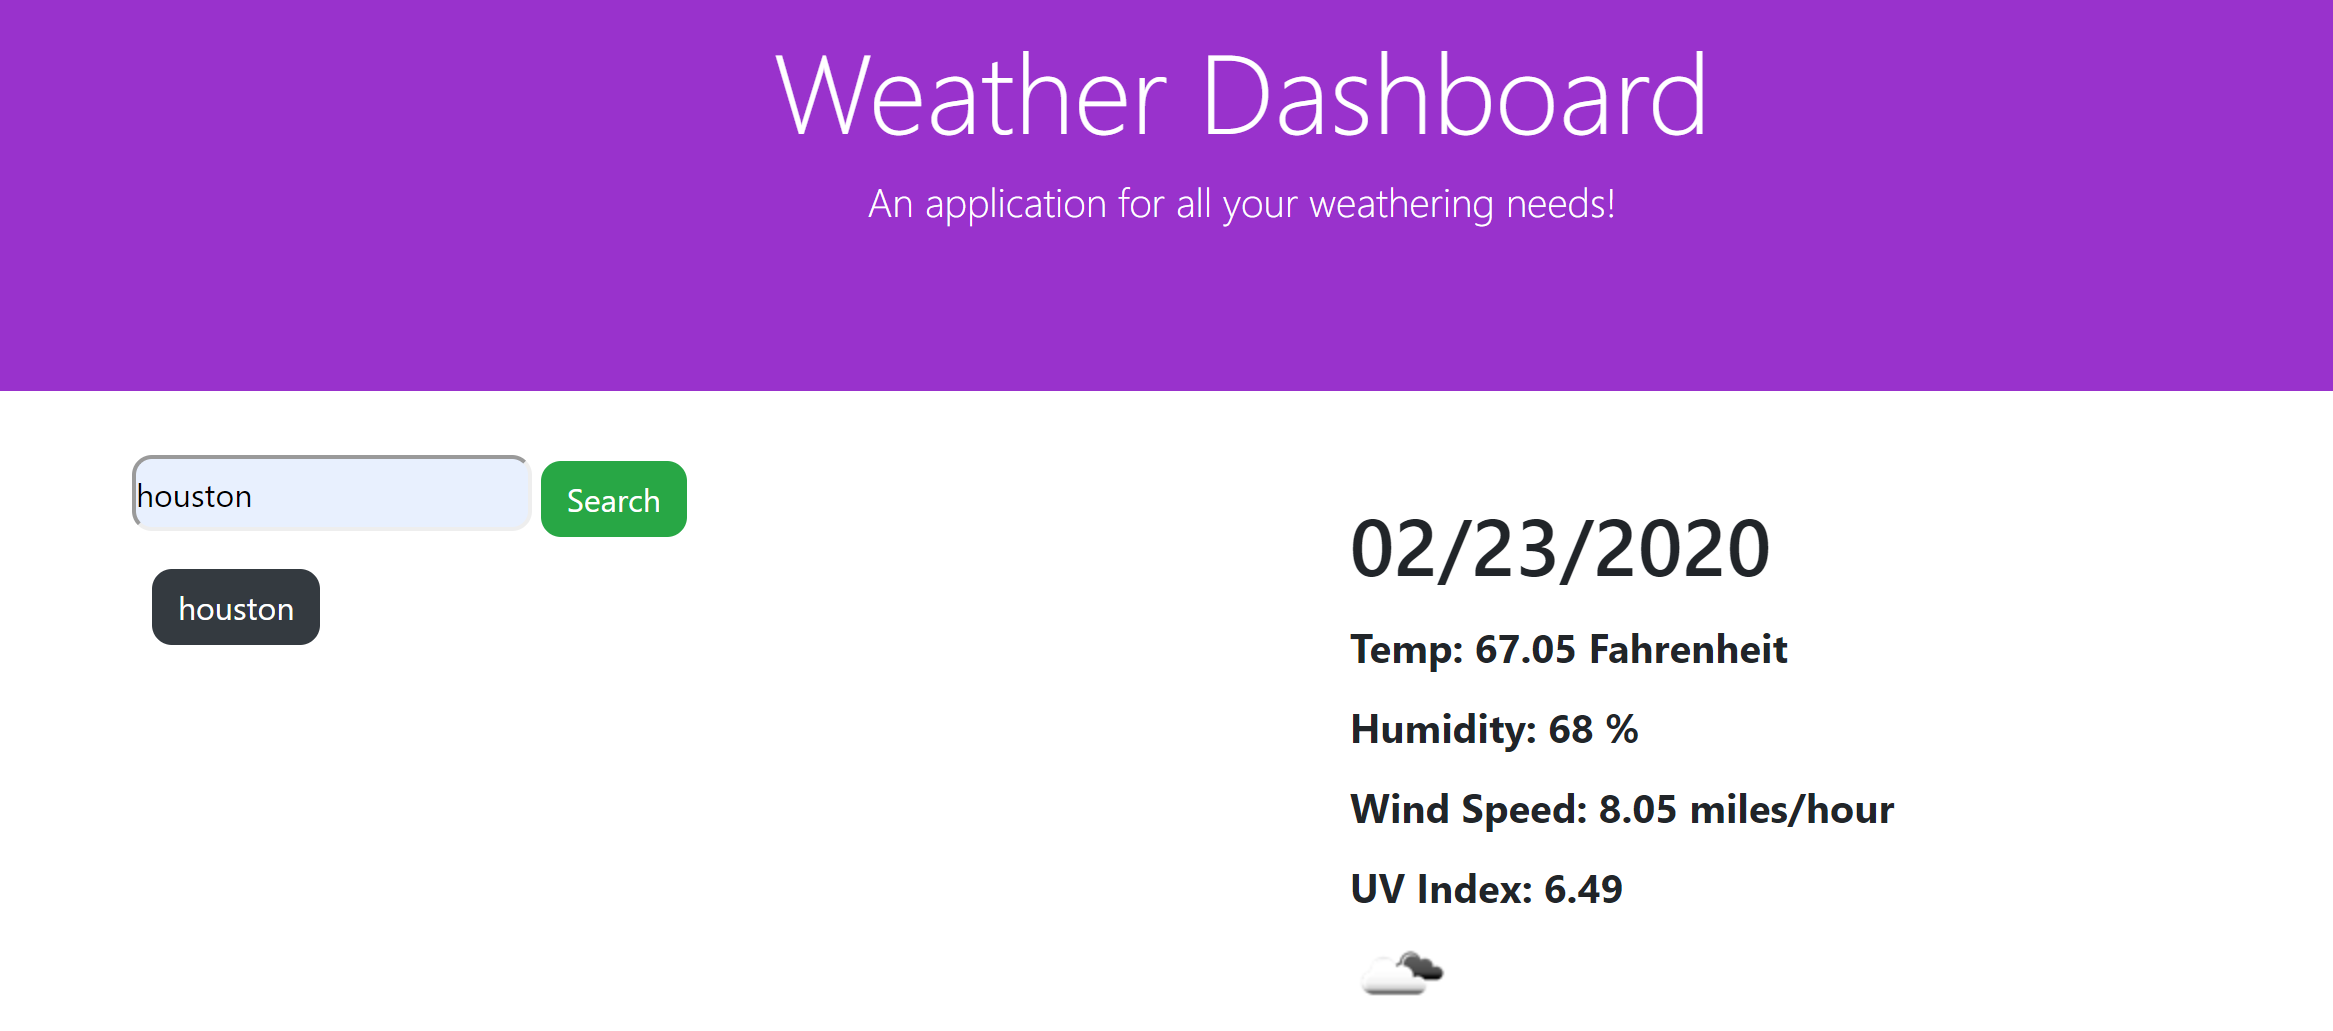 Weather Dashboard
An application for all your weathering needs!
houston
Search
houston
02/23/2020
Temp: 67.05 Fahrenheit
Humidity: 68 %
Wind Speed: 8.05 miles/hour
UV Index: 6.49